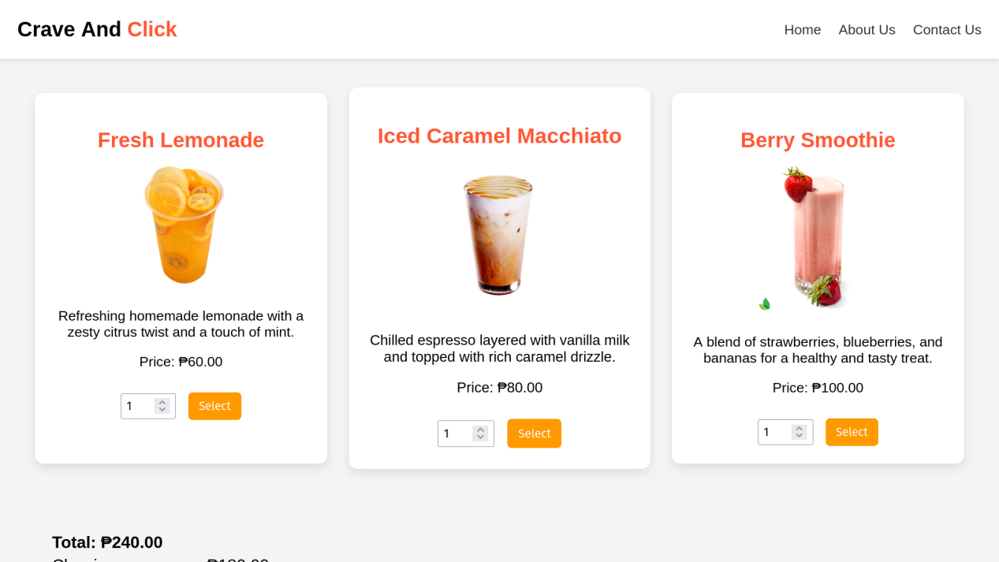 Crave And Click
Home About Us Contact Us
Fresh Lemonade
Refreshing homemade lemonade with a
zesty citrus twist and a touch of mint.
Price: ₱60.00
1 Select
Iced Caramel Macchiato
Chilled espresso layered with vanilla milk
and topped with rich caramel drizzle.
Price: ₱80.00
1 Select
Berry Smoothie
A blend of strawberries, blueberries, and
bananas for a healthy and tasty treat.
Price: ₱100.00
1 Select
Total: ₱240.00